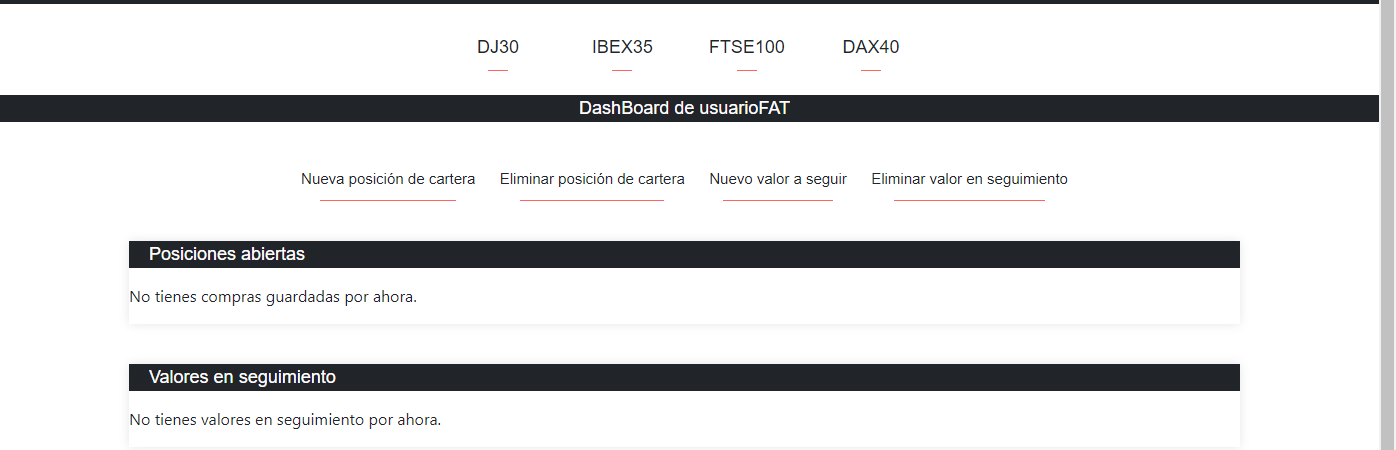 DJ30 IBEX35 FTSE100 DAX40
DashBoard de usuarioFAT
Nueva posición de cartera Eliminar posición de cartera Nuevo valor a seguir Eliminar valor en seguimiento
Posiciones abiertas
No tienes compras guardadas por ahora.
Valores en seguimiento
No tienes valores en seguimiento por ahora.